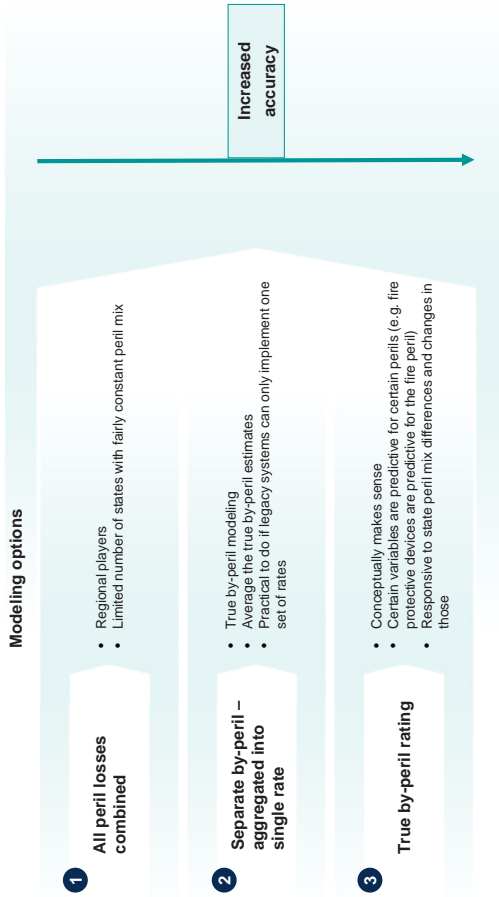 Modeling options
1
All peril losses
combined
• Regional players
• Limited number of states with fairly constant peril mix
2
Separate by-peril –
aggregated into
single rate
• True by-peril modeling
• Average the true by-peril estimates
• Practical to do if legacy systems can only implement one
set of rates
3
True by-peril rating
• Conceptually makes sense
• Certain variables are predictive for certain perils (e.g. fire
protective devices are predictive for the fire peril)
• Responsive to state peril mix differences and changes in
those
Increased
accuracy